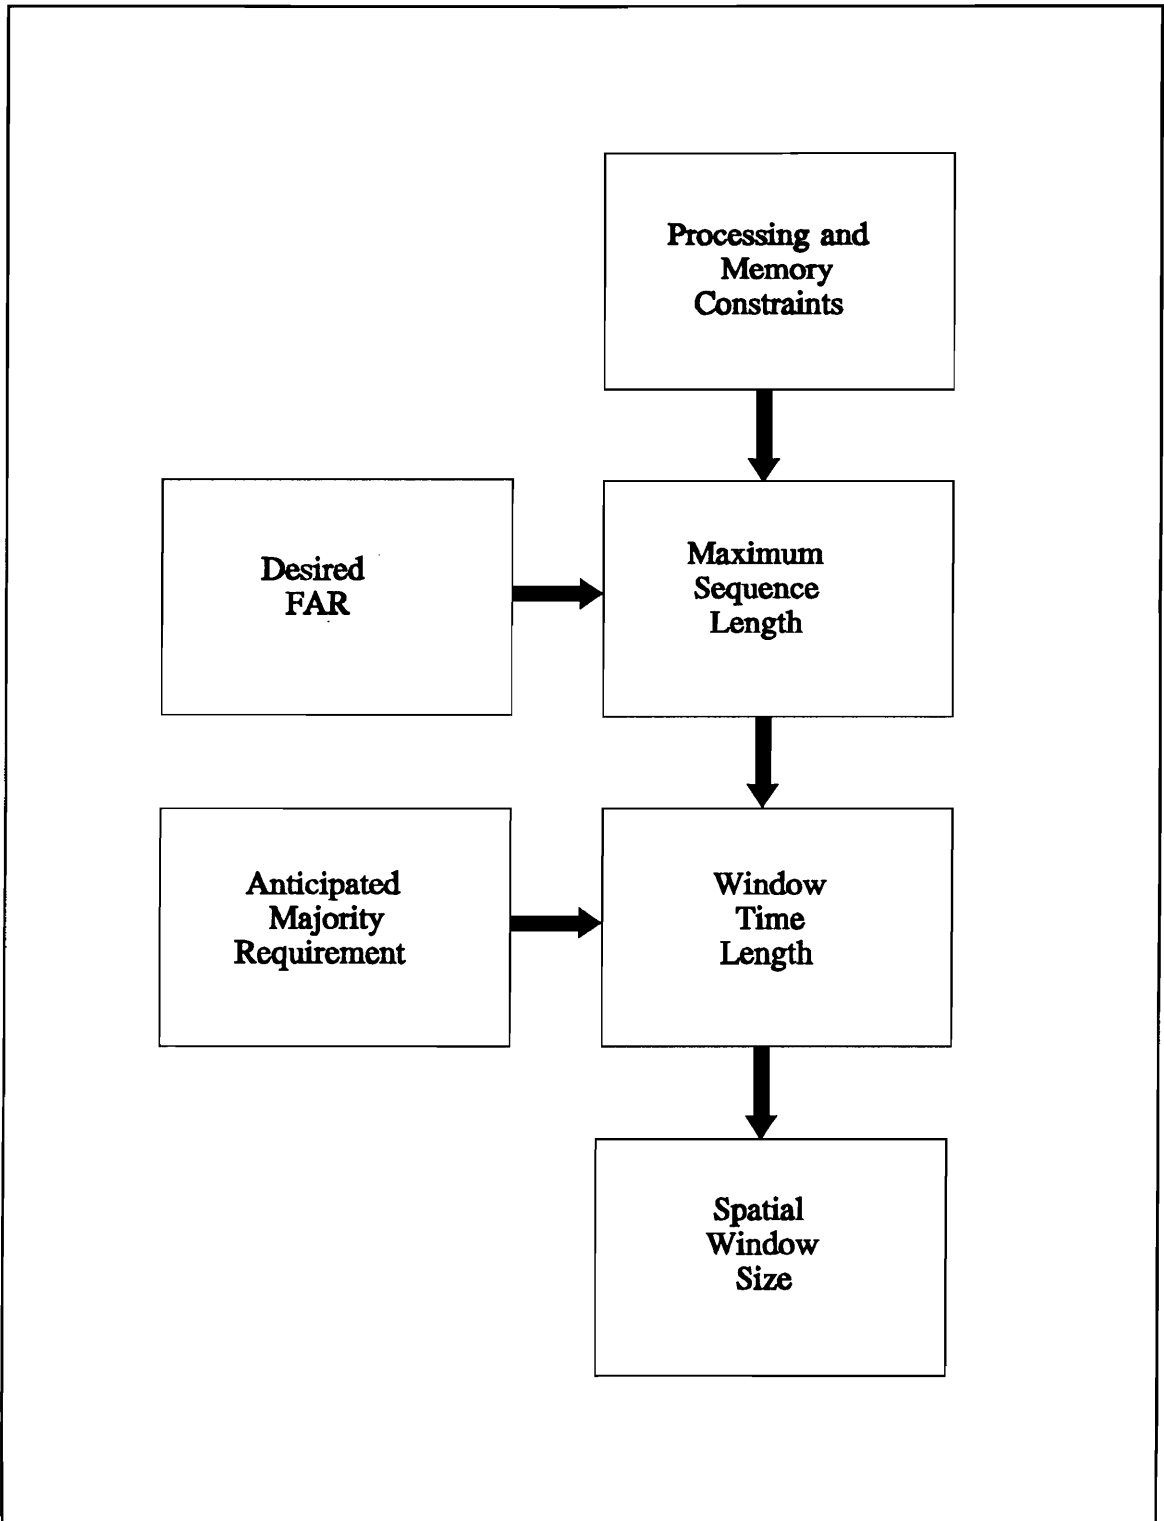 Processing and
Memory
Constraints
Desired
FAR
Maximum
Sequence
Length
Anticipated
Majority
Requirement
Window
Time
Length
Spatial
Window
Size